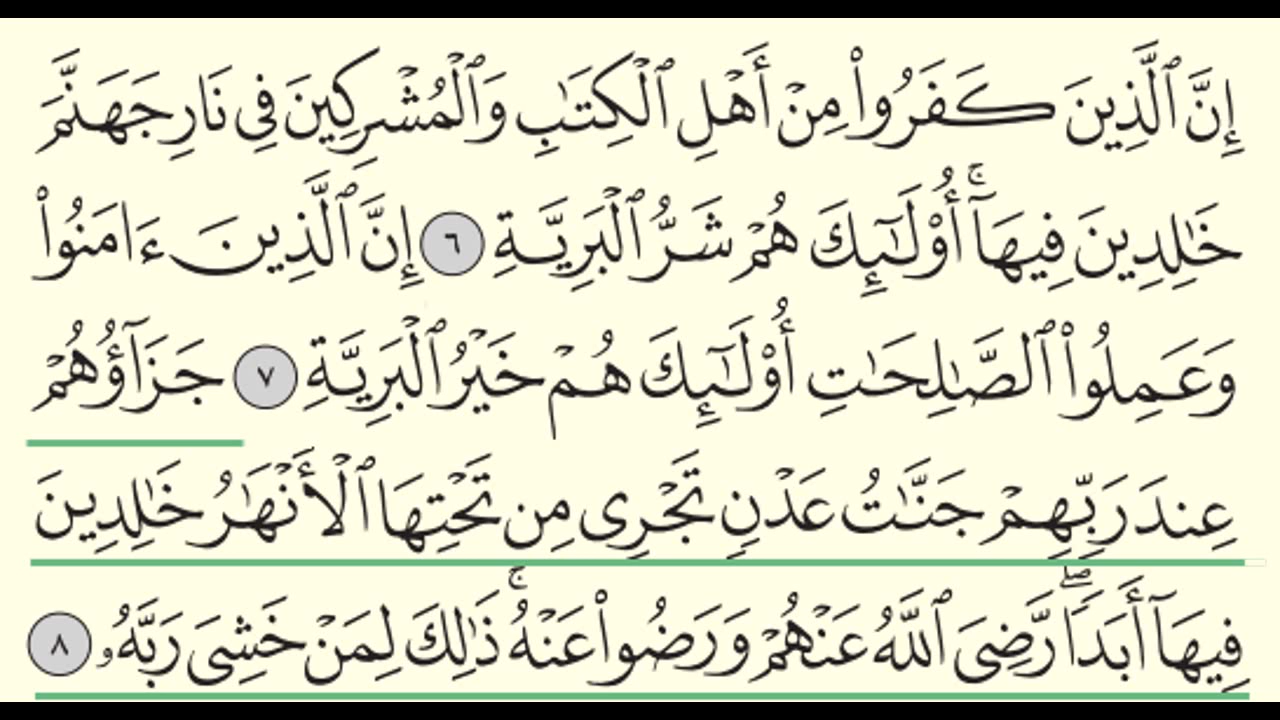 إِنَّ ٱلَّذِينَ كَفَرُواْ مِنْ أَهْلِ ٱلْكِتَٰبِ وَٱلْمُشْرِكِينَ فِى نَارِ جَهَنَّمَ
خَٰلِدِينَ فِيهَآۚ أُوْلَٰٓئِكَ هُمْ شَرُّ ٱلْبَرِيَّةِ ٦ إِنَّ ٱلَّذِينَ ءَامَنُواْ
وَعَمِلُواْ ٱلصَّٰلِحَٰتِ أُوْلَٰٓئِكَ هُمْ خَيْرُ ٱلْبَرِيَّةِ ٧ جَزَآؤُهُمْ
عِندَ رَبِّهِمْ جَنَّٰتُ عَدْنٍ تَجْرِى مِن تَحْتِهَا ٱلْأَنْهَٰرُ خَٰلِدِينَ
فِيهَآ أَبَدًاۖ رَّضِىَ ٱللَّهُ عَنْهُمْ وَرَضُواْ عَنْهُۚ ذَٰلِكَ لِمَنْ خَشِىَ رَبَّهُۥ ٨